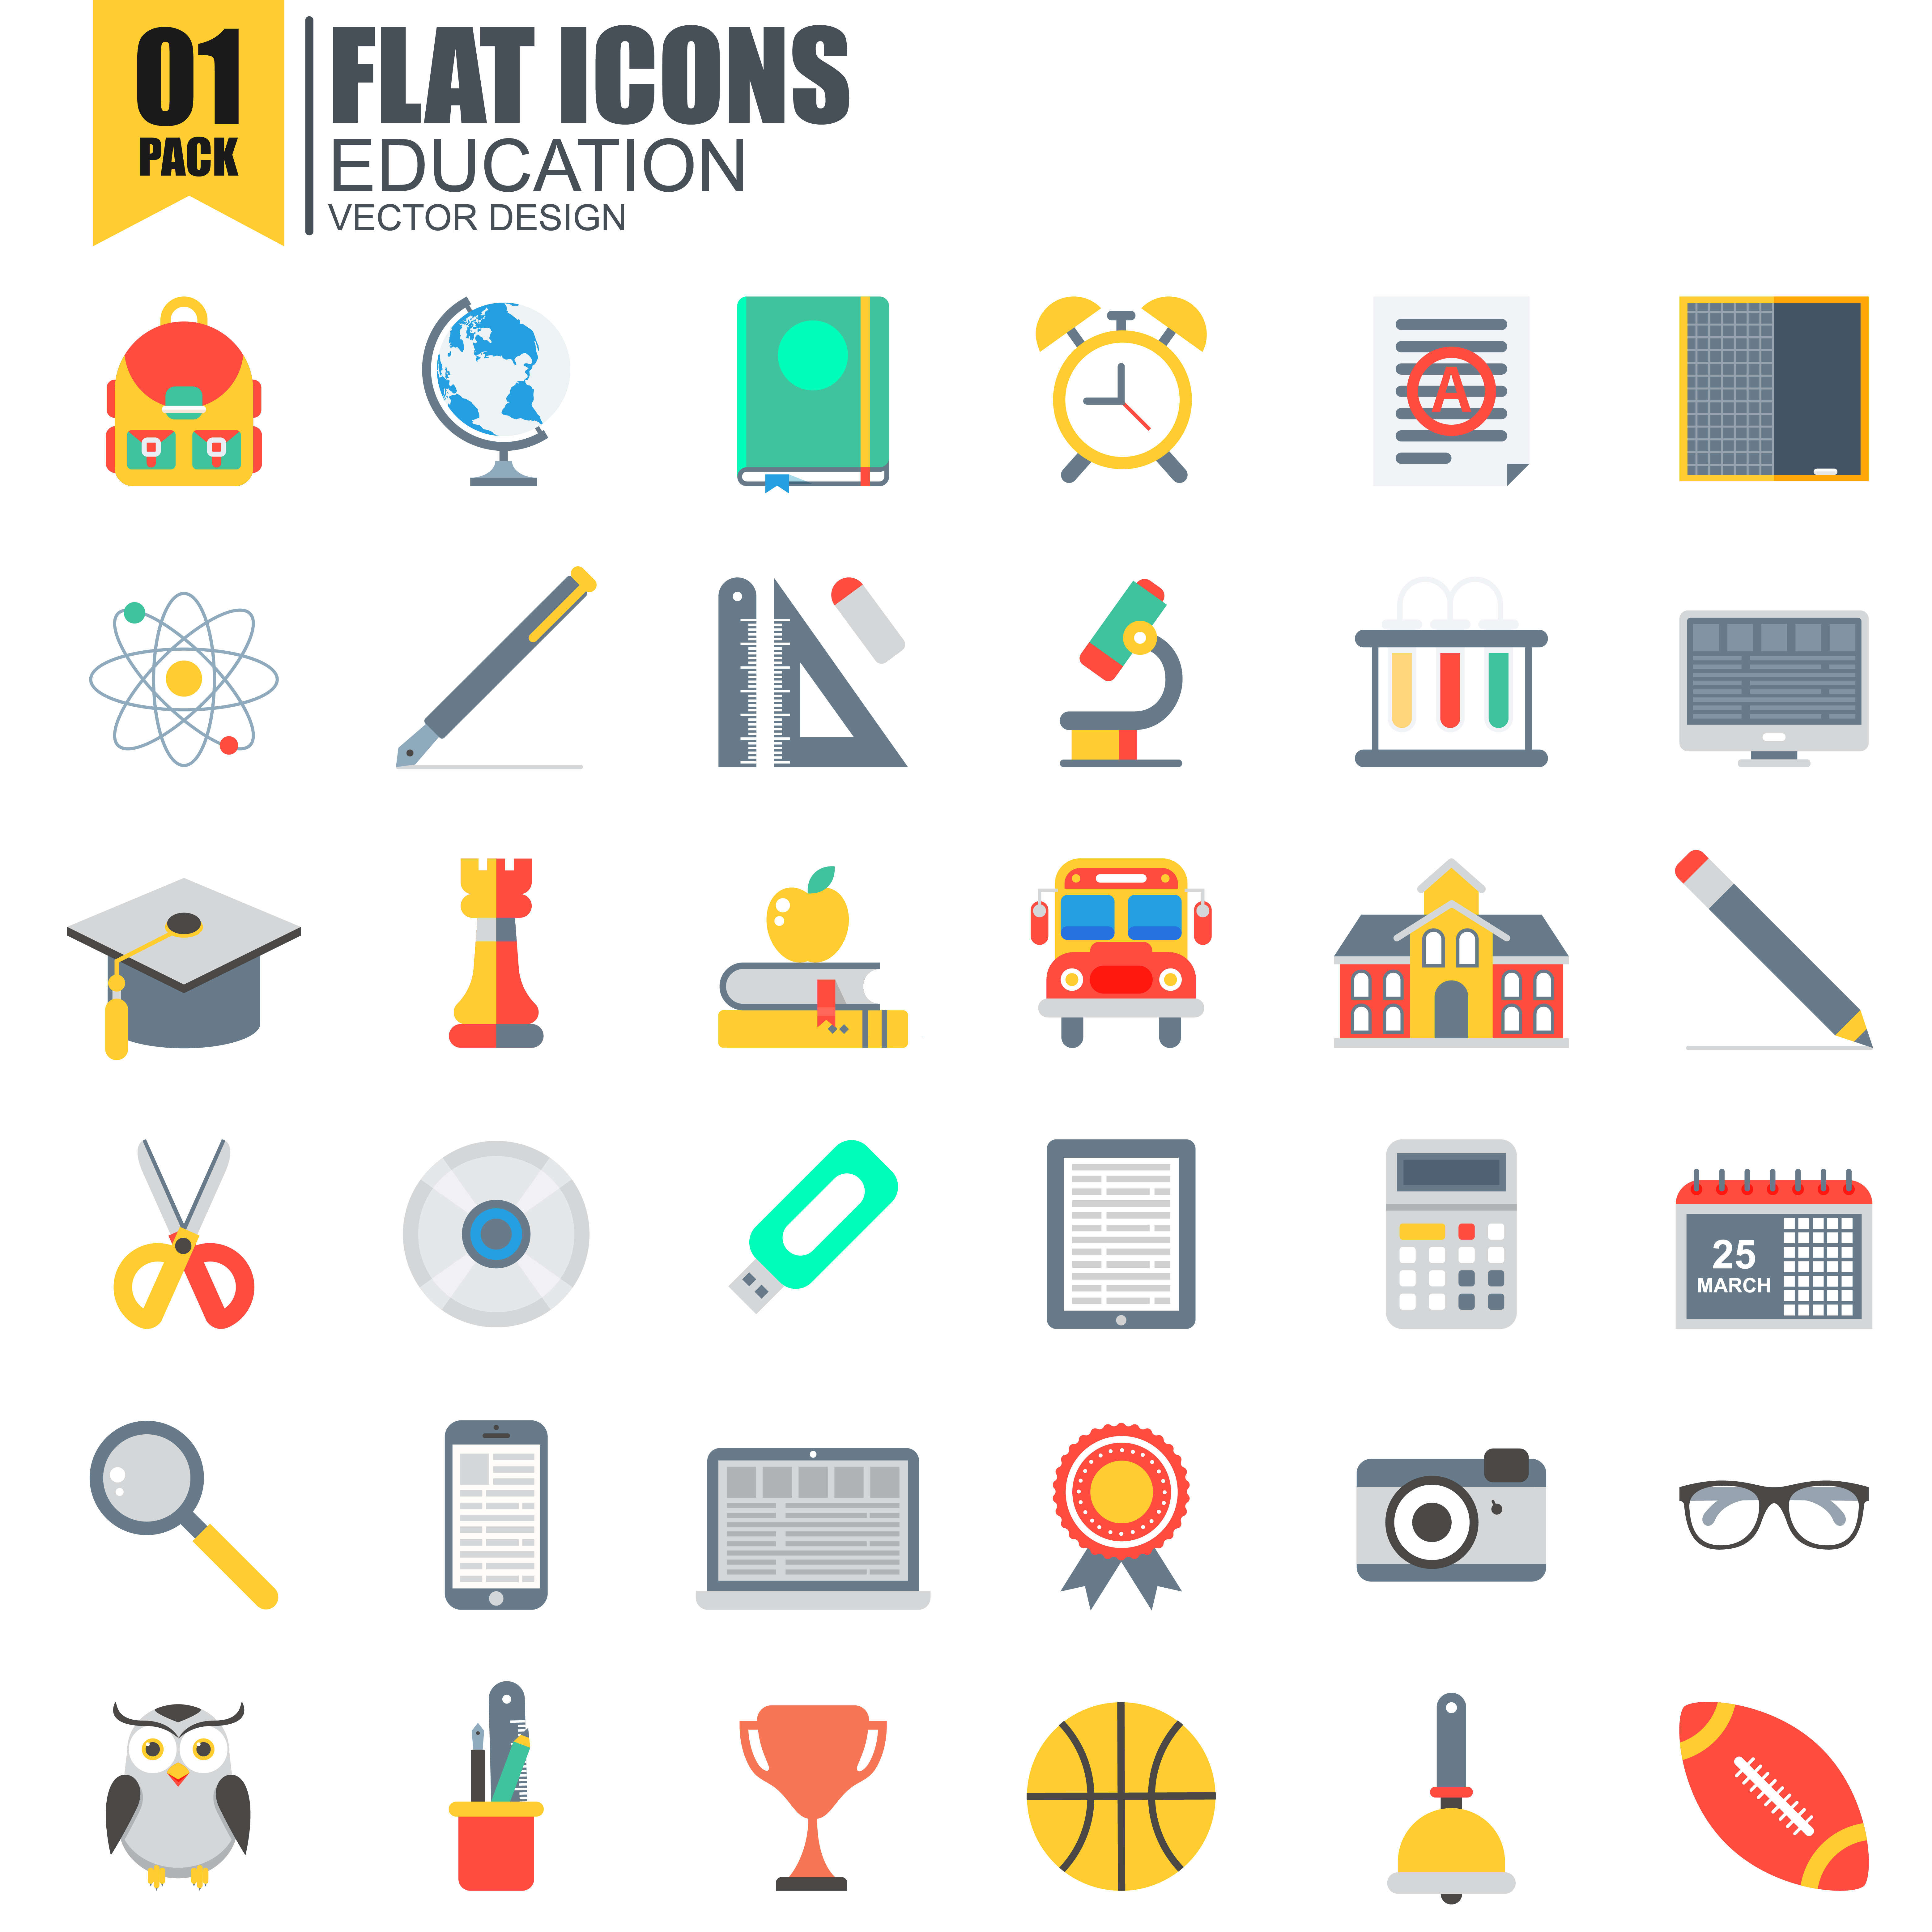 01
PACK
FLAT ICONS
EDUCATION
VECTOR DESIGN
A
25
MARCH